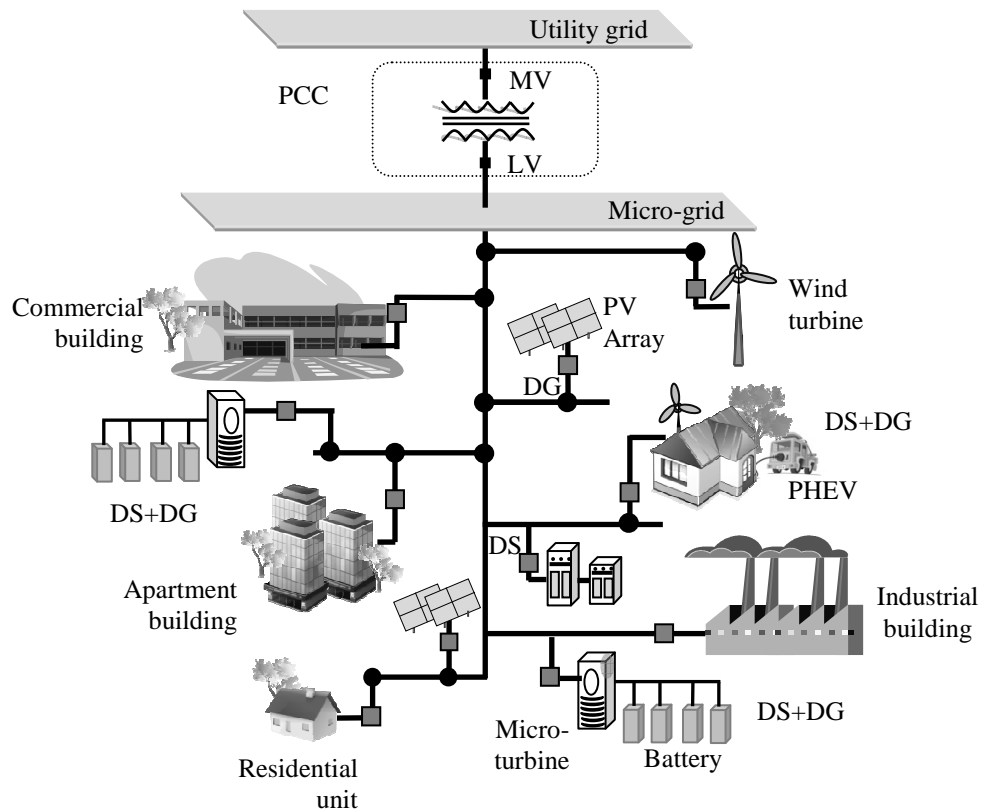 Utility grid
PCC
MV
LV
Micro-grid
Commercial
building
PV
Array
Wind
turbine
DG
DS+DG
PHEV
DS+DG
DS
Apartment
building
Industrial
building
Micro-
turbine
Battery
DS+DG
Residential
unit